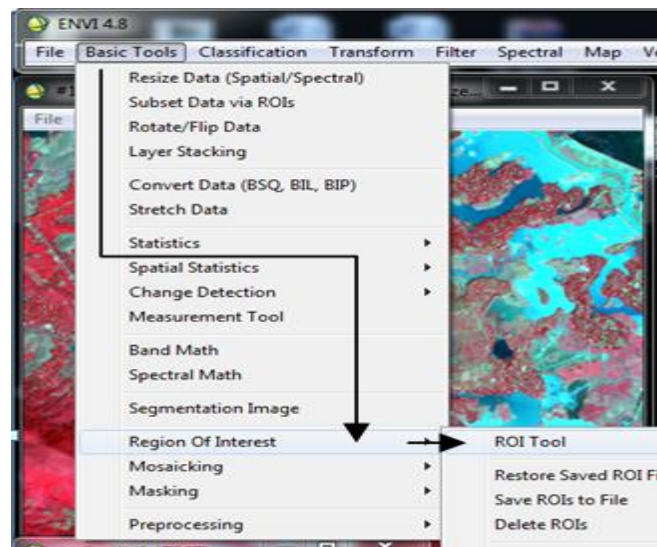 ENVI 4.8
File Basic Tools Classification Transform Filter Spectral Map
Resize Data (Spatial/Spectral)
Subset Data via ROIs
Rotate/Flip Data
Layer Stacking
Convert Data (BSQ, BIL, BIP)
Stretch Data
Statistics
Spatial Statistics
Change Detection
Measurement Tool
Band Math
Spectral Math
Segmentation Image
Region Of Interest
Mosaicking
Masking
Preprocessing
File
ROI Tool
Restore Saved ROI
Save ROIs to File
Delete ROIs